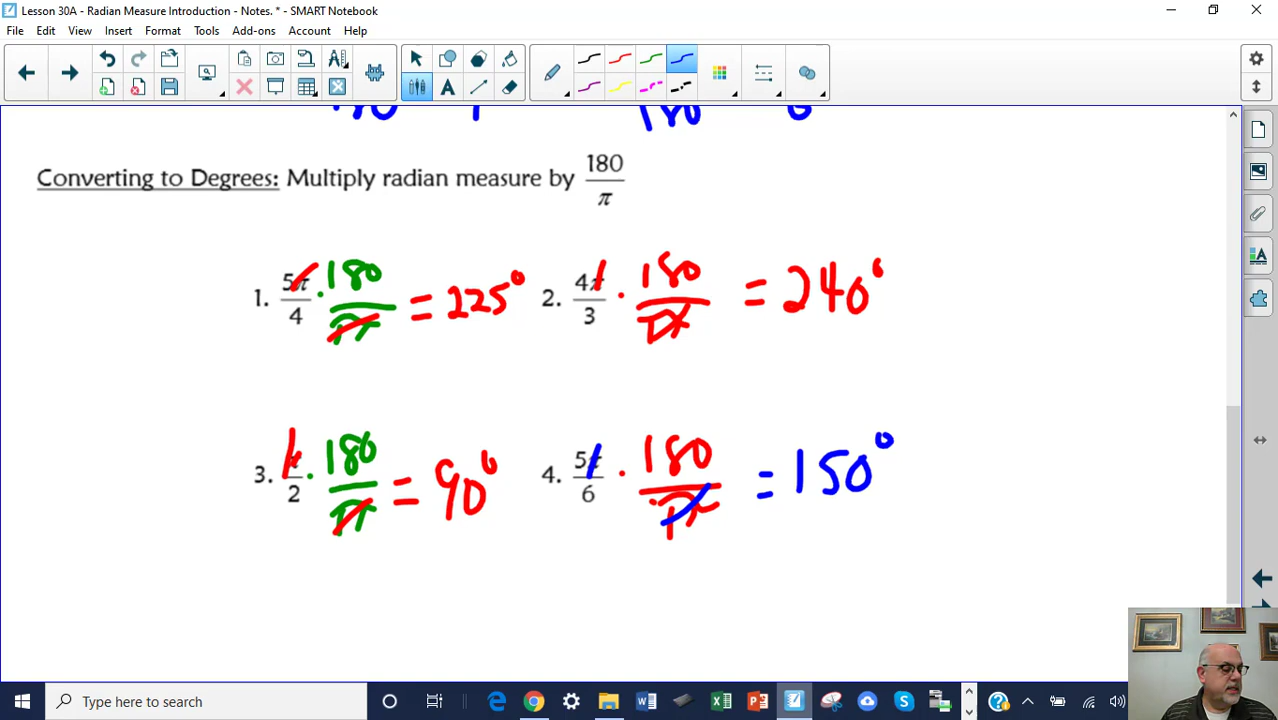 Lesson 30A - Radian Measure Introduction - Notes. * - SMART Notebook
File Edit View Insert Format Tools Add-ons Account Help
180 180
Converting to Degrees: Multiply radian measure by 180/π
1. 5π/4 · 180/π = 225° 2. 4π/3 · 180/π = 240°
3. π/2 · 180/π = 90° 4. 5π/6 · 180/π = 150°
Type here to search